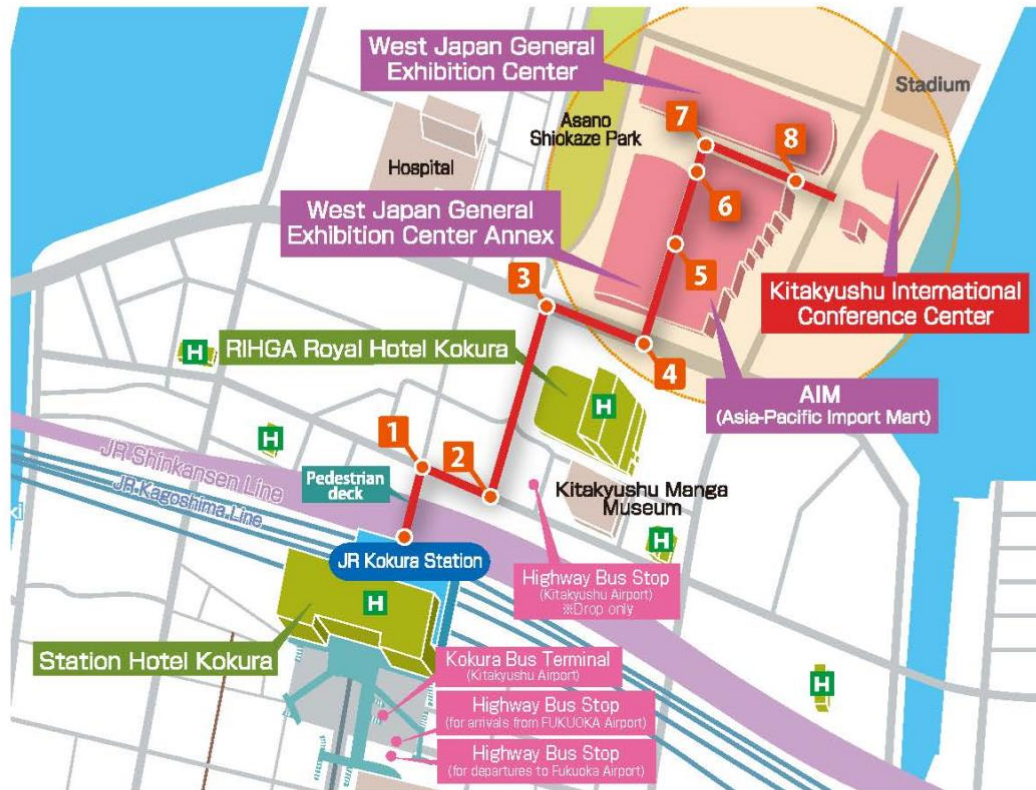 West Japan General
Exhibition Center
Stadium
7
8
Asano
Shiokaze Park
Hospital
6
West Japan General
Exhibition Center Annex
5
3
Kitakyushu International
Conference Center
RIHGA Royal Hotel Kokura
H
4
AIM
(Asia-Pacific Import Mart)
H
1
2
H
JR Shinkansen Line
JR Kagoshima Line
Pedestrian
deck
Kitakyushu Manga
Museum
ki
JR Kokura Station
H
Highway Bus Stop
(Kitakyushu Airport)
※Drop only
H
Station Hotel Kokura
Kokura Bus Terminal
(Kitakyushu Airport)
H
Highway Bus Stop
(for arrivals from FUKUOKA Airport)
Highway Bus Stop
(for departures to Fukuoka Airport)